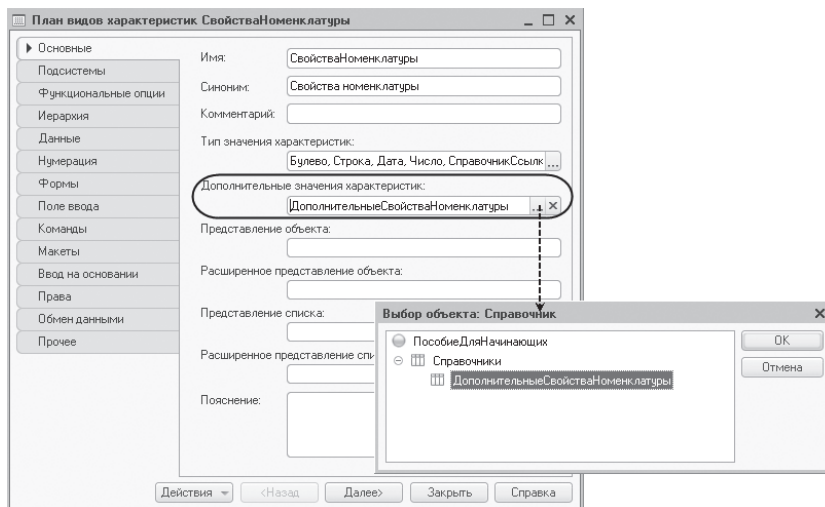 План видов характеристик СвойстваНоменклатуры
Основные
Подсистемы
Функциональные опции
Иерархия
Данные
Нумерация
Формы
Поле ввода
Команды
Макеты
Ввод на основании
Права
Обмен данными
Прочее
Имя: СвойстваНоменклатуры
Синоним: Свойства номенклатуры
Комментарий:
Тип значения характеристик:
Булево, Строка, Дата, Число, СправочникСсылк ...
Дополнительные значения характеристик:
ДополнительныеСвойстваНоменклатуры
Представление объекта:
Расширенное представление объекта:
Представление списка:
Расширенное представление спи
Пояснение:
Действия <Назад Далее> Закрыть Справка
Выбор объекта: Справочник
ПособиеДляНачинающих
Справочники
ДополнительныеСвойстваНоменклатуры
OK
Отмена